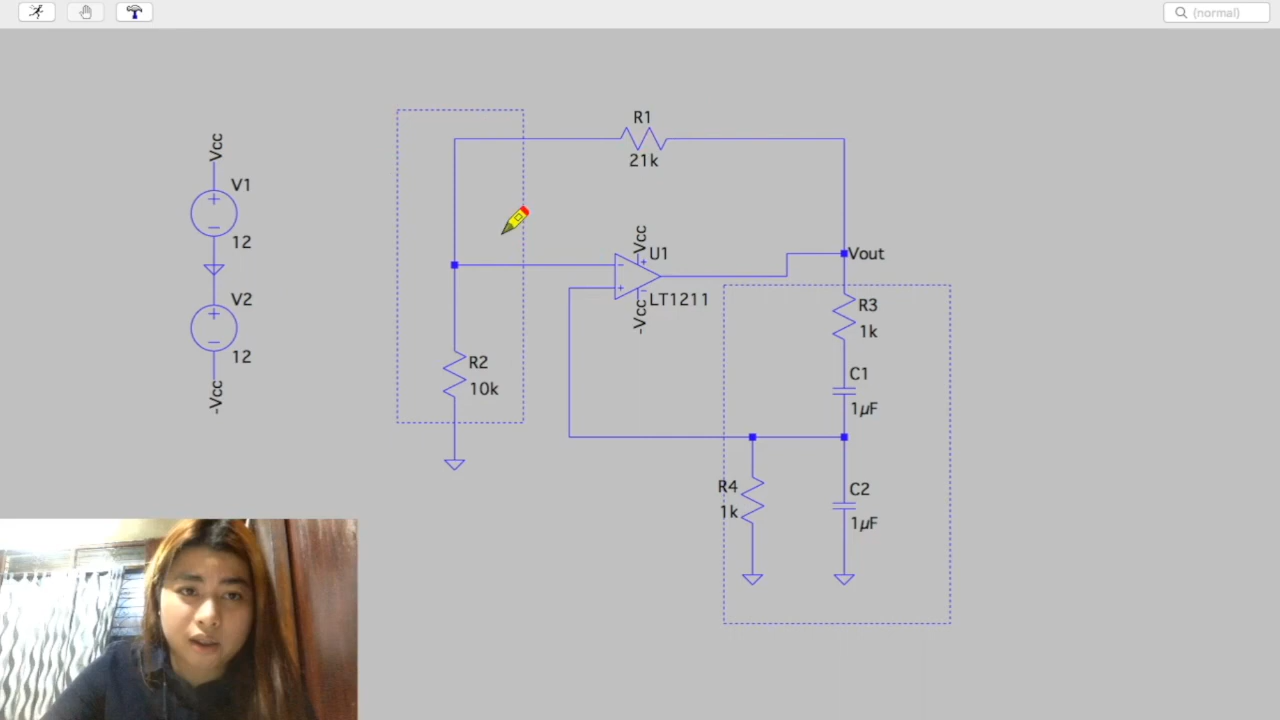 (normal)
Vcc
V1
12
V2
12
-Vcc
R1
21k
R2
10k
Vcc
U1
LT1211
-Vcc
Vout
R3
1k
C1
1µF
R4
1k
C2
1µF